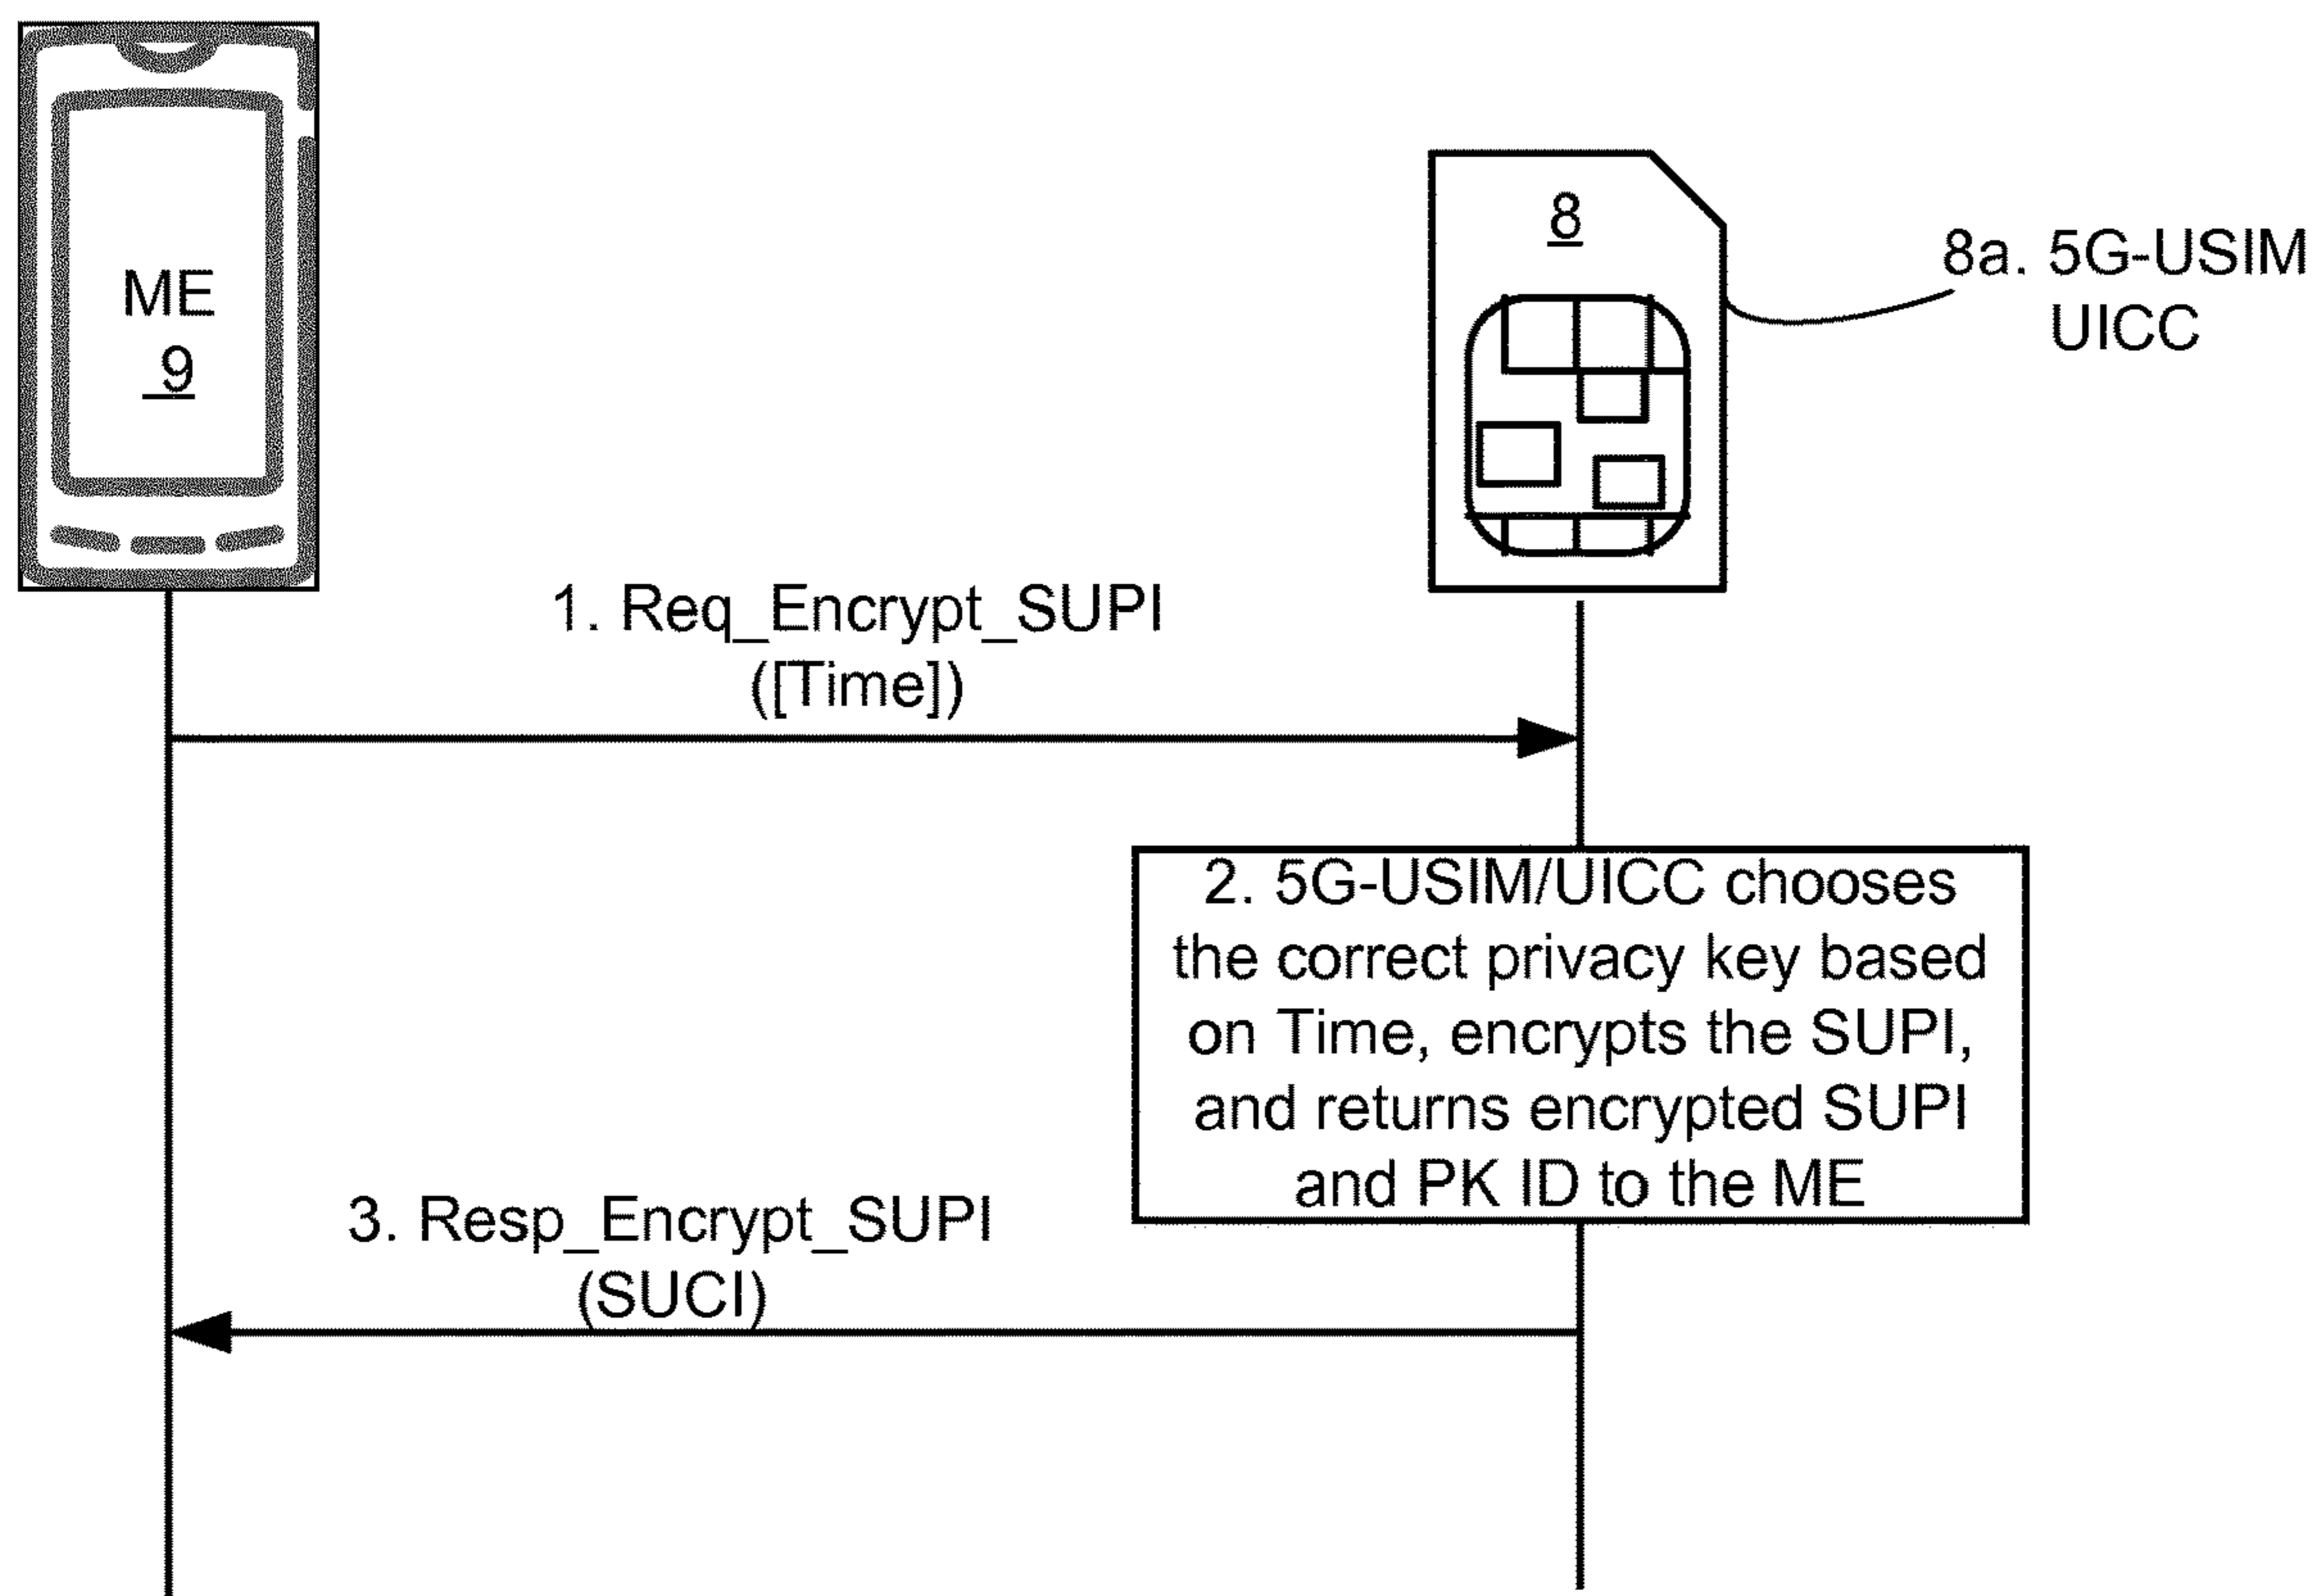 ME
9
8
8a. 5G-USIM
UICC
1. Req_Encrypt_SUPI
([Time])
2. 5G-USIM/UICC chooses
the correct privacy key based
on Time, encrypts the SUPI,
and returns encrypted SUPI
and PK ID to the ME
3. Resp_Encrypt_SUPI
(SUCI)